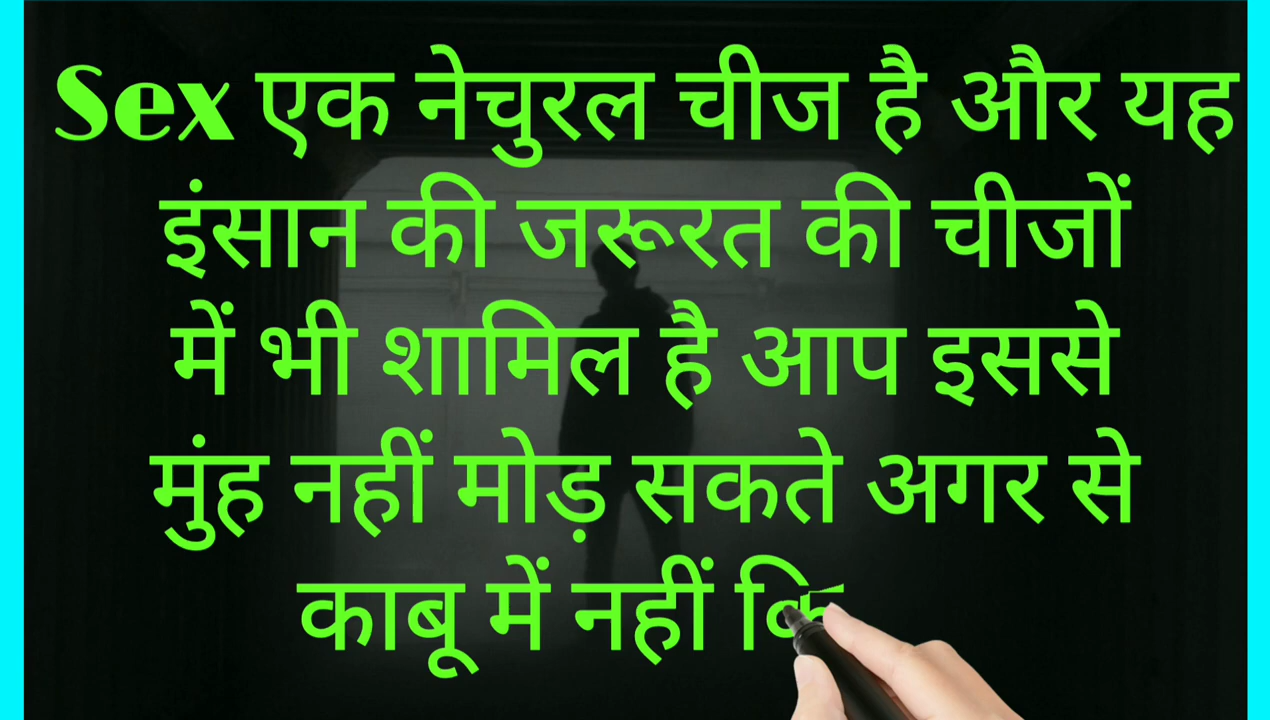 Sex एक नेचुरल चीज है और यह
इंसान की जरूरत की चीजों
में भी शामिल है आप इससे
मुंह नहीं मोड़ सकते अगर से
काबू में नहीं